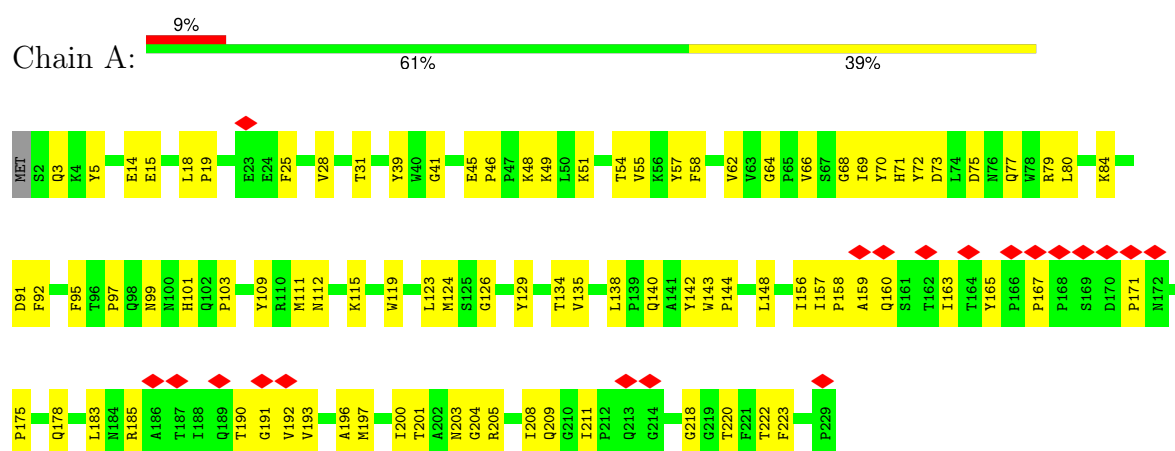 9%
Chain A:
61% 39%
MET S2 Q3 K4 Y5 E14 E15 L18 P19 E23 E24 F25 V28 T31 Y39 W40 G41 E45 P46 P47 K48 K49 L50 K51 T54 V55 K56 Y57 F58 V62 V63 G64 P65 V66 S67 G68 I69 Y70 H71 Y72 D73 L74 D75 N76 Q77 W78 R79 L80 K84
D91 F92 F95 T96 P97 Q98 N99 N100 H101 Q102 P103 Y109 R110 M111 N112 K115 W119 L123 M124 S125 G126 Y129 T134 V135 L138 P139 Q140 A141 Y142 W143 P144 L148 I156 I157 P158 A159 Q160 S161 T162 I163 T164 Y165 P166 P167 P168 S169 D170 P171 N172
P175 Q178 L183 N184 R185 A186 T187 I188 Q189 T190 G191 V192 V193 A196 M197 I200 T201 A202 N203 G204 R205 I208 Q209 G210 I211 P212 Q213 G214 G218 G219 T220 F221 T222 F223 P229